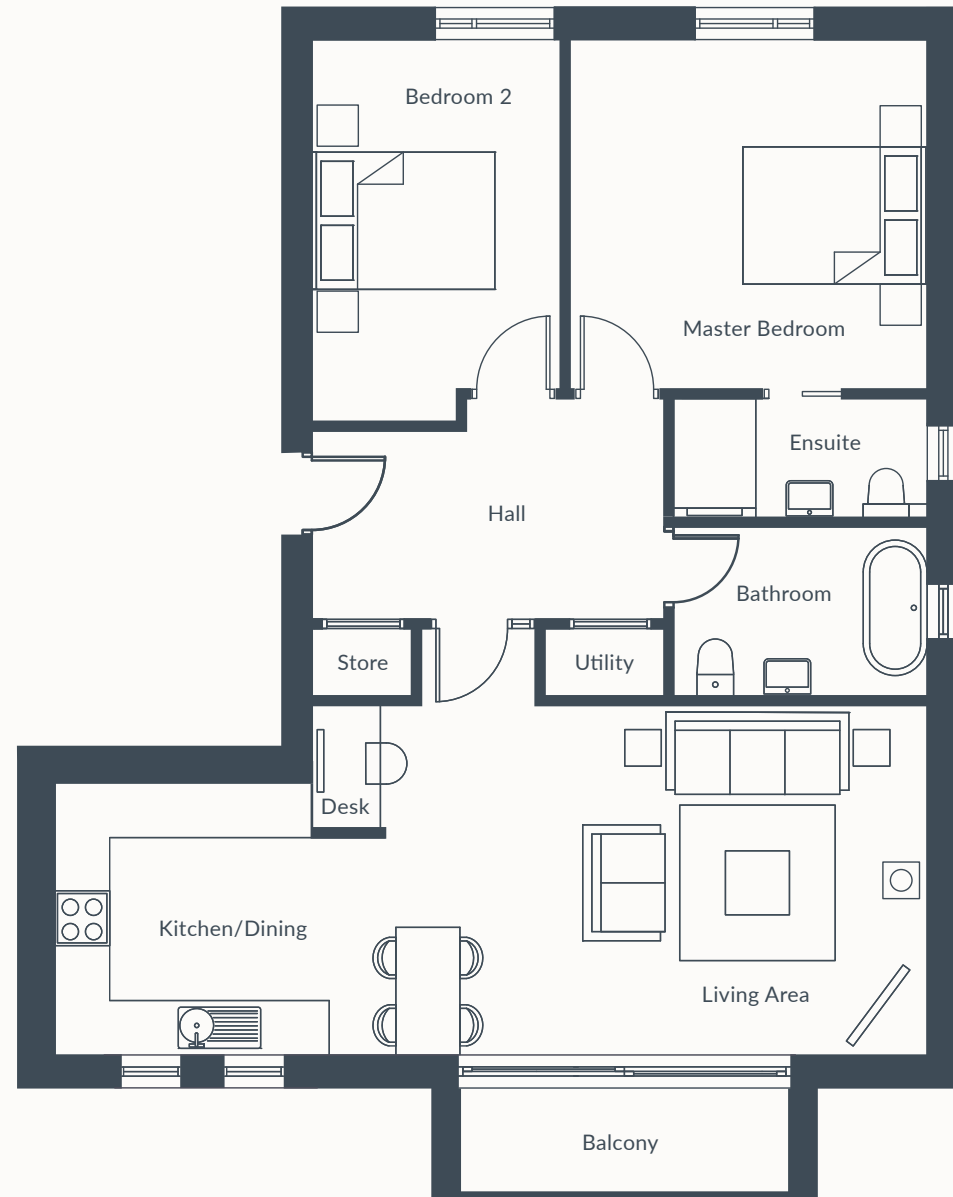 Bedroom 2
Master Bedroom
Ensuite
Hall
Bathroom
Store
Utility
Desk
Kitchen/Dining
Living Area
Balcony